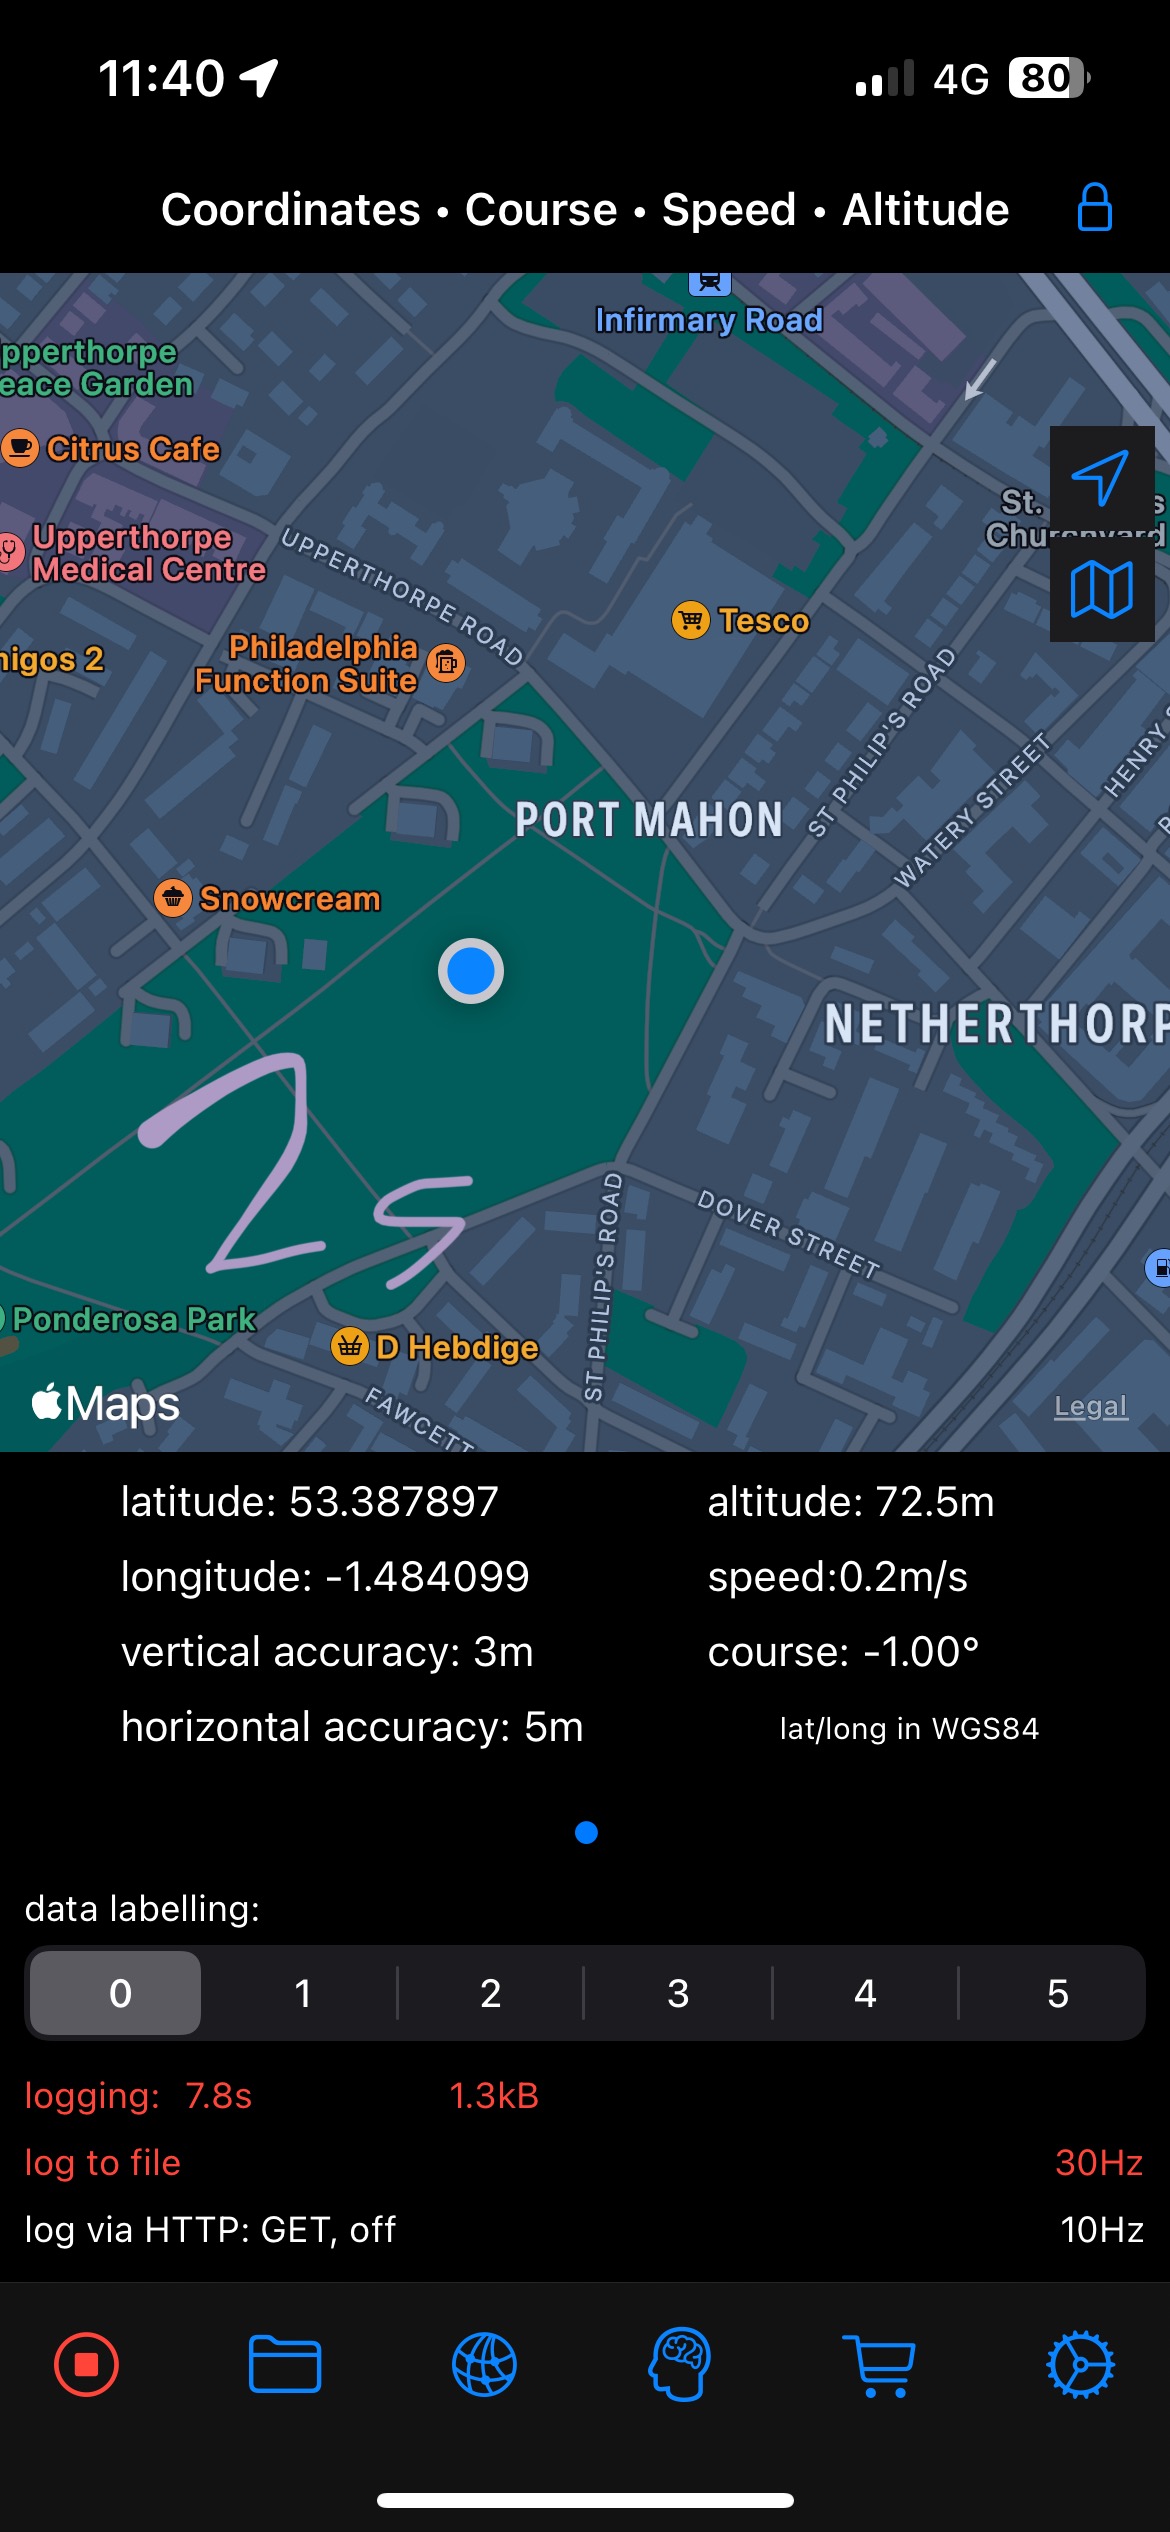 11:40 4G 80
Coordinates • Course • Speed • Altitude
Infirmary Road
pperthorpe
eace Garden
Citrus Cafe
St.
Upperthorpe
Medical Centre
UPPERTHORPE ROAD
Tesco
Philadelphia
Function Suite
igos 2
ST PHILIP'S ROAD
WATERY STREET
HENRY S
PORT MAHON
Snowcream
NETHERTHORP
2s
ST PHILIP'S ROAD
DOVER STREET
Ponderosa Park
D Hebdige
FAWCETT
Maps
Legal
latitude: 53.387897 altitude: 72.5m
longitude: -1.484099 speed:0.2m/s
vertical accuracy: 3m course: -1.00°
horizontal accuracy: 5m lat/long in WGS84
data labelling:
0 1 2 3 4 5
logging: 7.8s 1.3kB
log to file 30Hz
log via HTTP: GET, off 10Hz